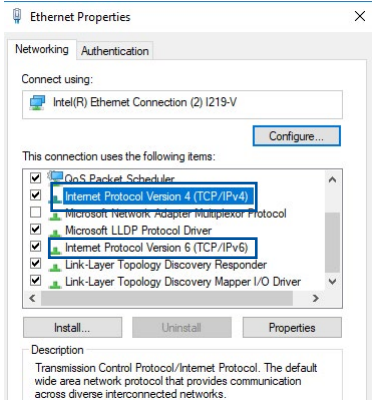 Ethernet Properties
Networking
Authentication
Connect using:
Intel(R) Ethernet Connection (2) I219-V
Configure...
This connection uses the following items:
QoS Packet Scheduler
Internet Protocol Version 4 (TCP/IPv4)
Microsoft Network Adapter Multiplexor Protocol
Microsoft LLDP Protocol Driver
Internet Protocol Version 6 (TCP/IPv6)
Link-Layer Topology Discovery Responder
Link-Layer Topology Discovery Mapper I/O Driver
Install...
Uninstall
Properties
Description
Transmission Control Protocol/Internet Protocol. The default
wide area network protocol that provides communication
across diverse interconnected networks.